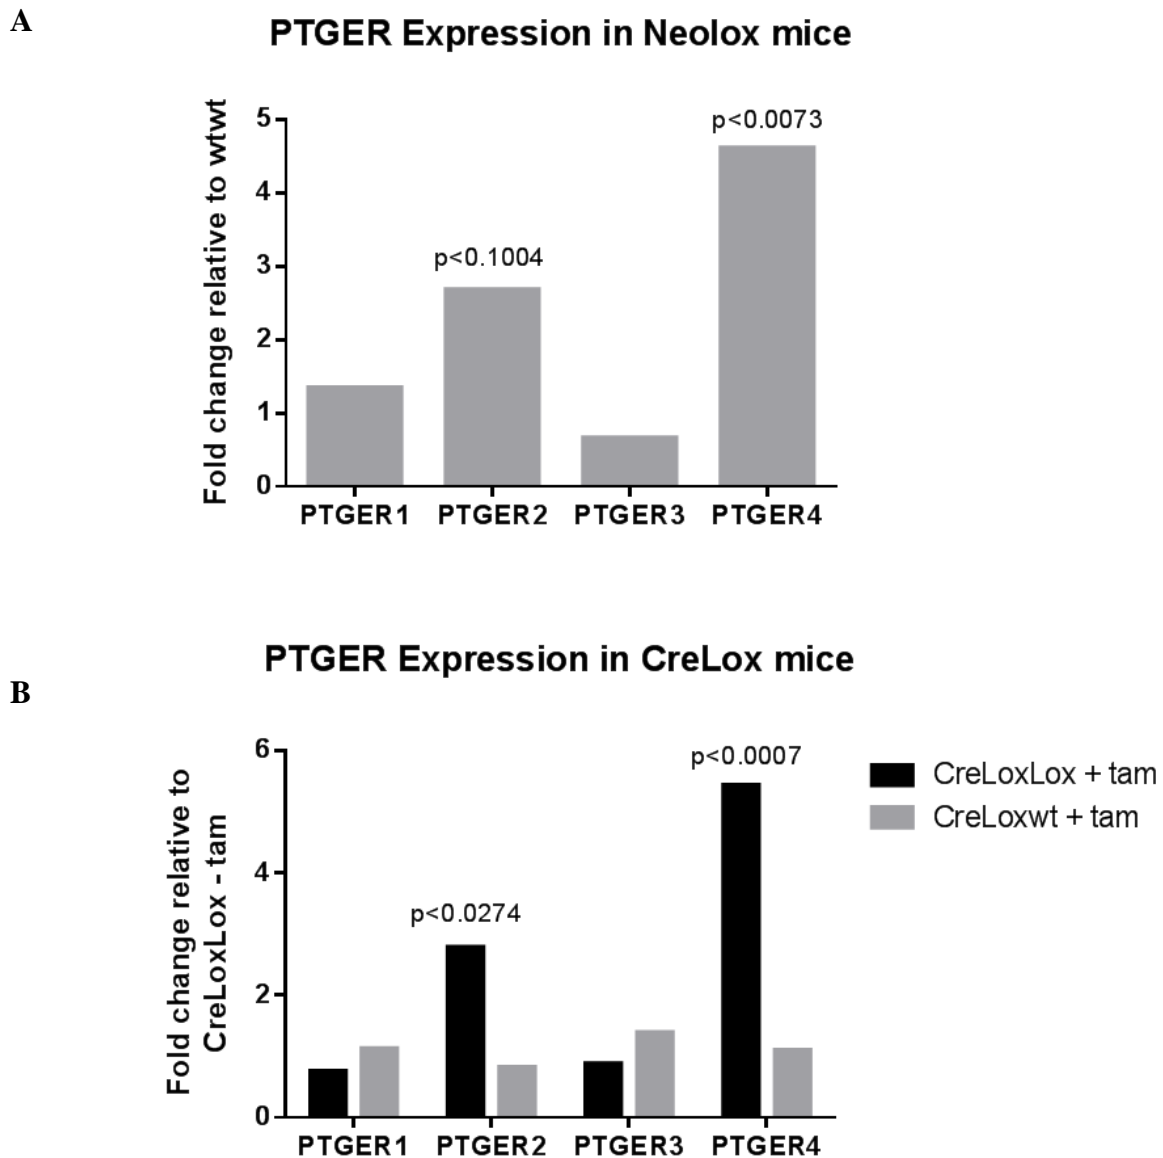 A
PTGER Expression in Neolox mice
Fold change relative to wtwt
5
4
3
2
1
0
p<0.1004
p<0.0073
PTGER1 PTGER2 PTGER3 PTGER4
PTGER Expression in CreLox mice
B
Fold change relative to
CreLoxLox - tam
6
4
2
0
p<0.0274
p<0.0007
PTGER1 PTGER2 PTGER3 PTGER4
CreLoxLox + tam
CreLoxwt + tam